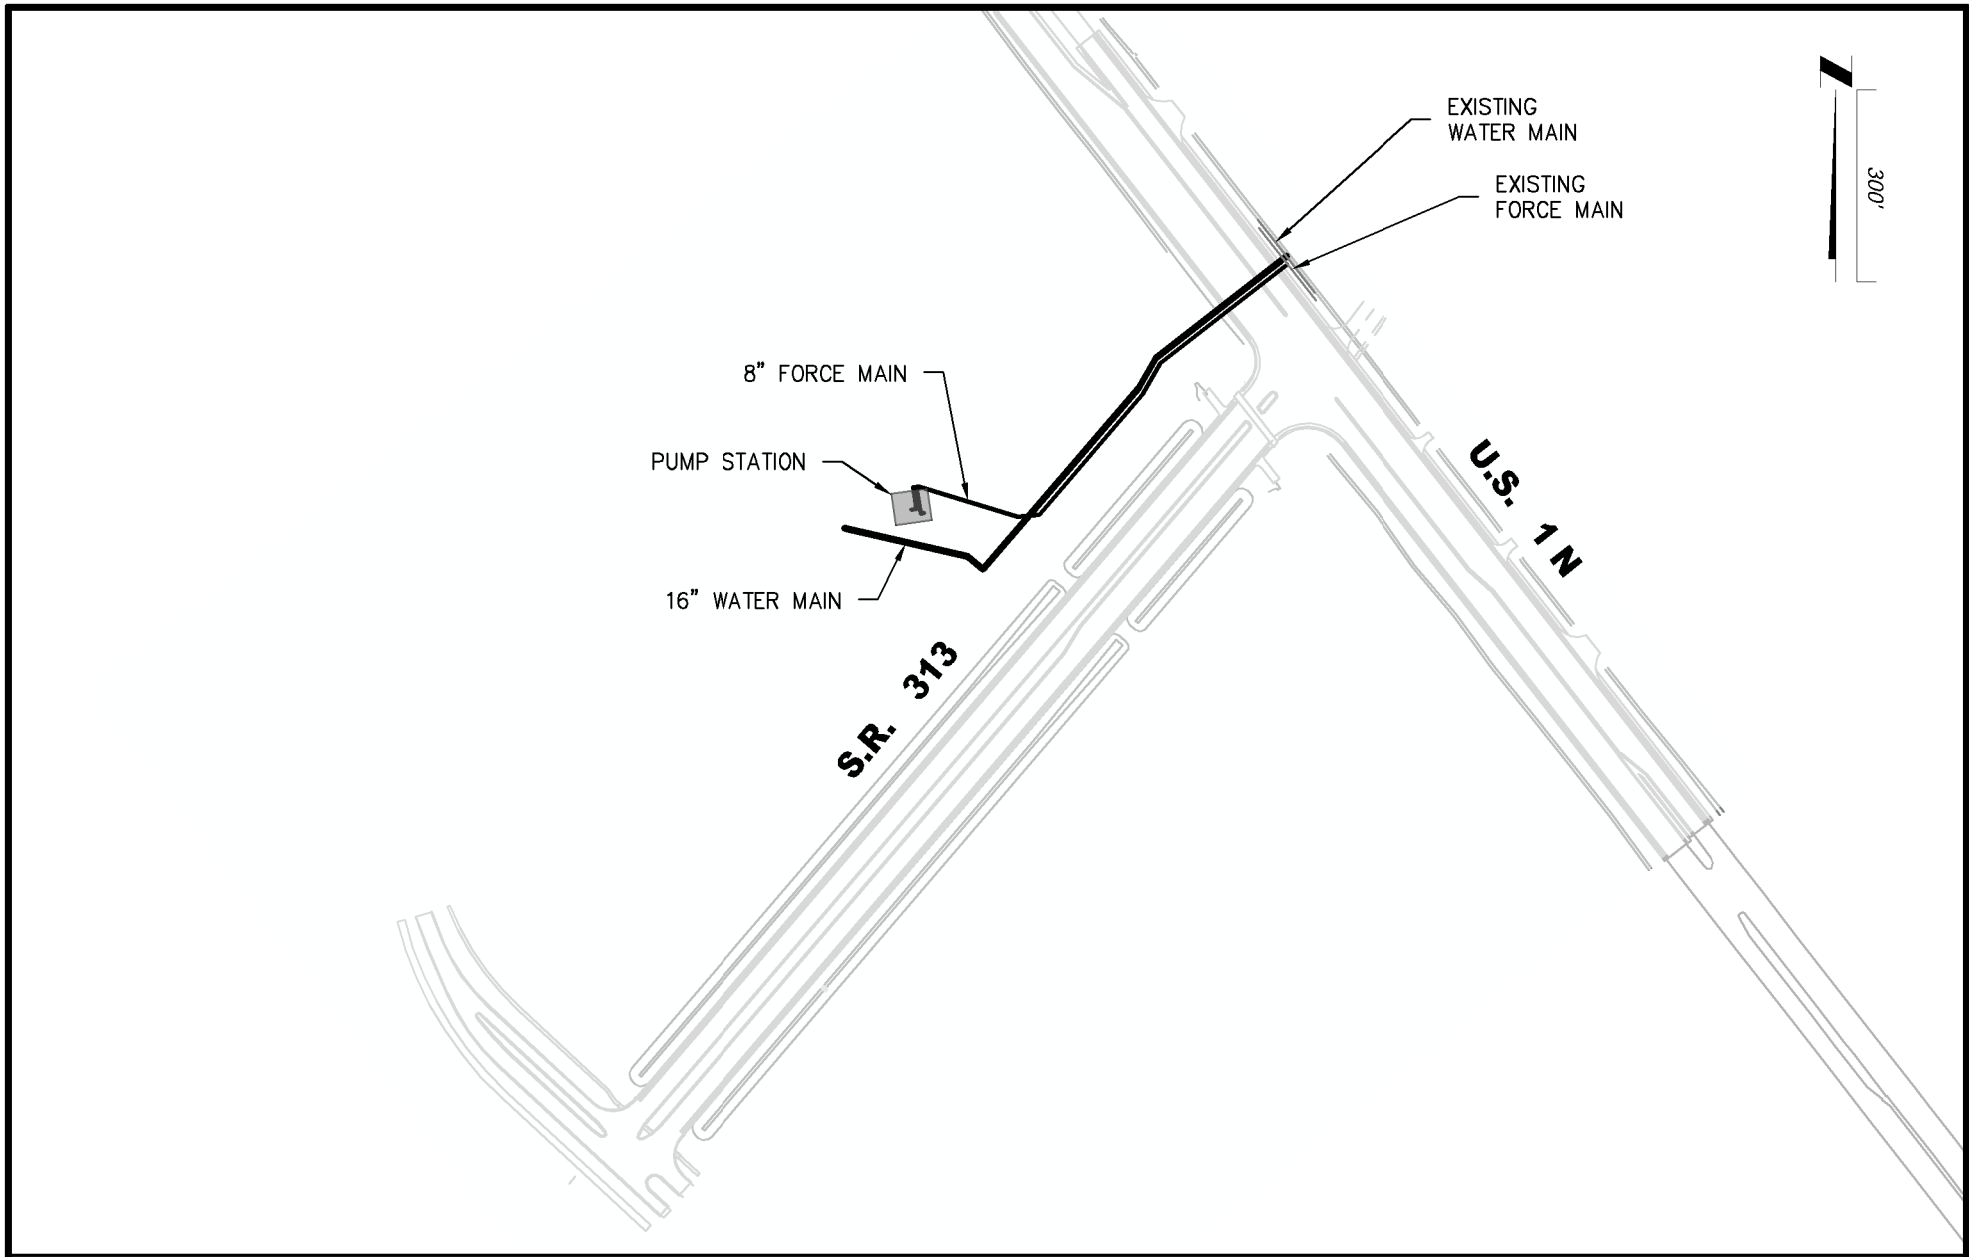 EXISTING
WATER MAIN
EXISTING
FORCE MAIN
300'
8" FORCE MAIN
PUMP STATION
16" WATER MAIN
U.S. 1 N
S.R. 313